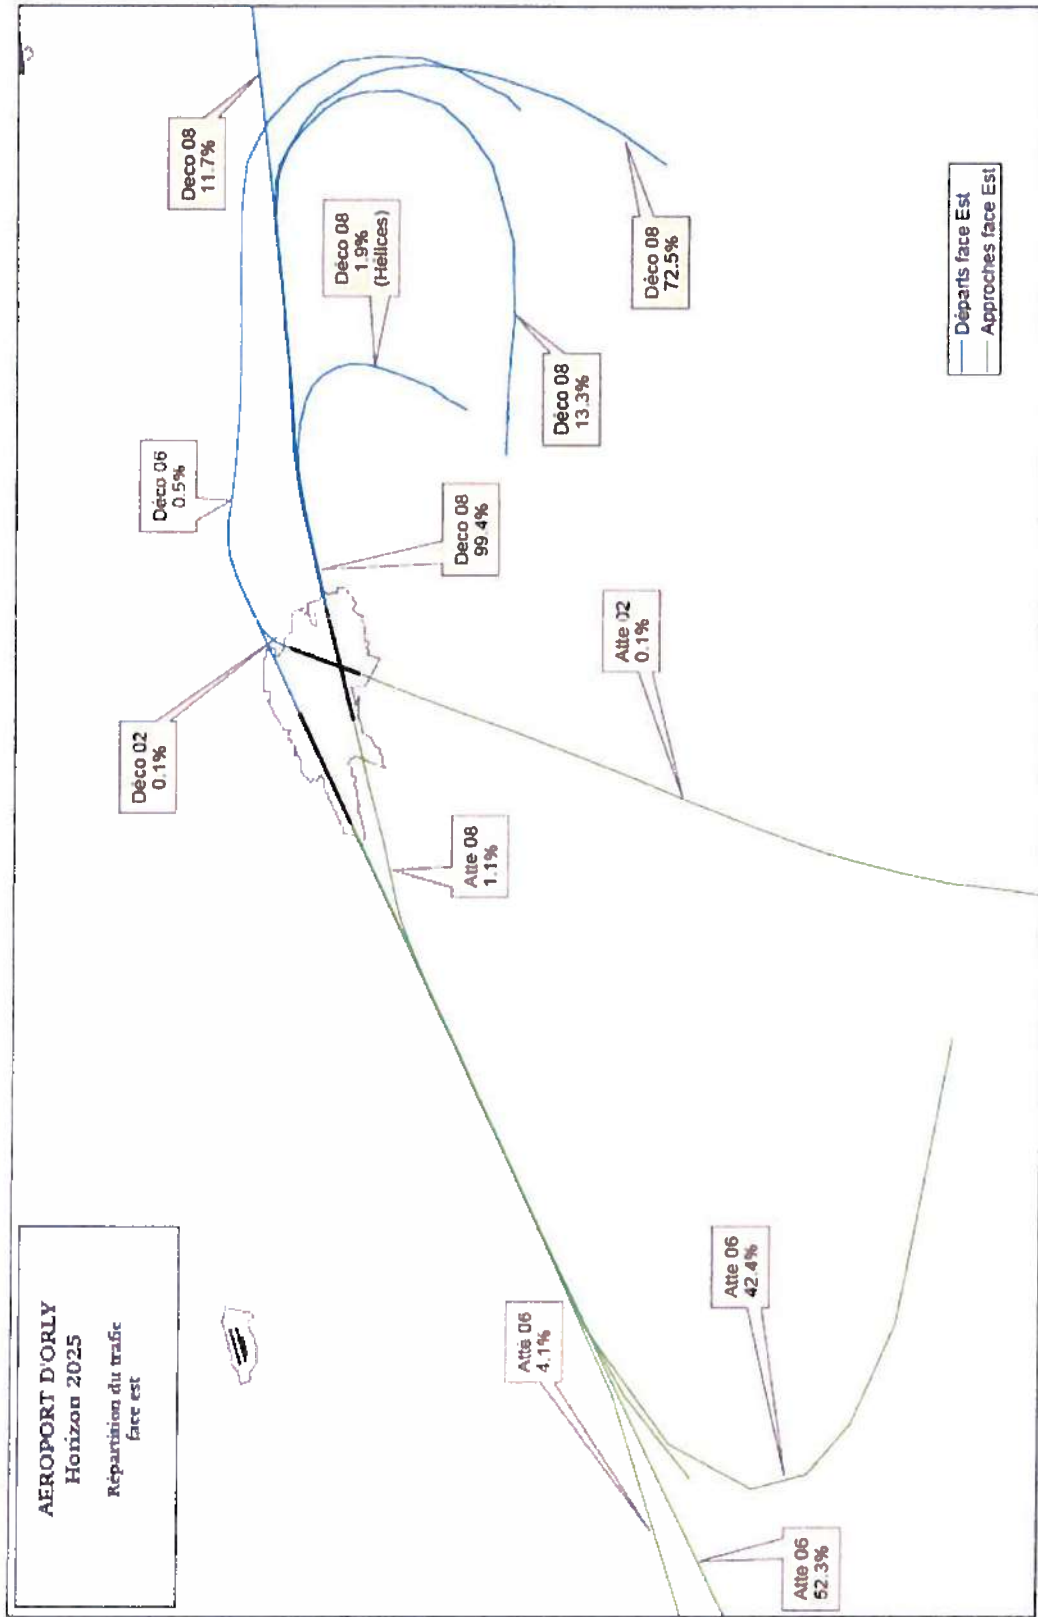 AEROPORT D'ORLY
Horizon 2025
Répartition du trafic
face est
Déco 02
0.1%
Déco 06
0.5%
Deco 08
11.7%
Déco 08
1.9%
(Hélices)
Deco 08
99.4%
Déco 08
13.3%
Déco 08
72.5%
Atte 08
1.1%
Atte 02
0.1%
Atte 06
4.1%
Atte 06
42.4%
Atte 06
52.3%
Départs face Est
Approches face Est